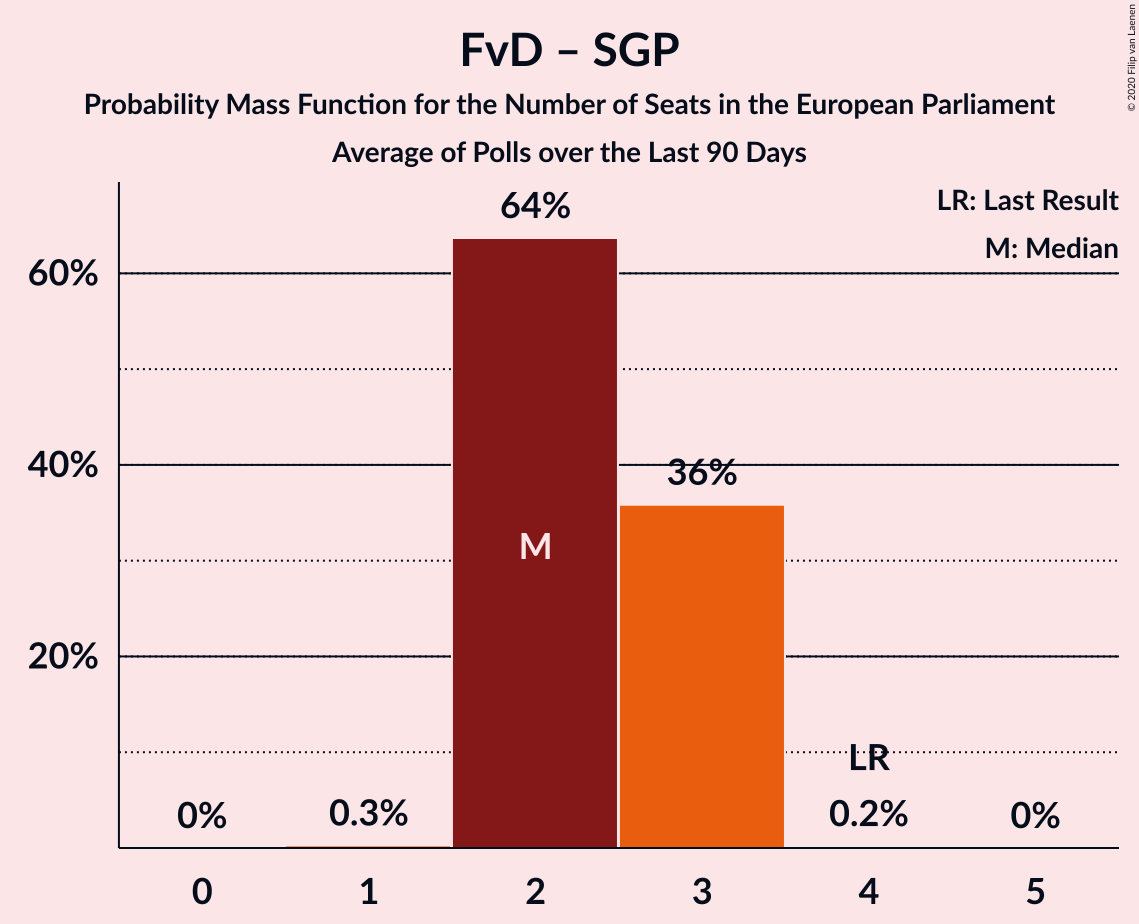 FvD – SGP
Probability Mass Function for the Number of Seats in the European Parliament
Average of Polls over the Last 90 Days
© 2020 Filip van Laenen
LR: Last Result
M: Median
60%
40%
20%
0%
0.3%
64%
M
36%
LR
0.2%
0%
0 1 2 3 4 5